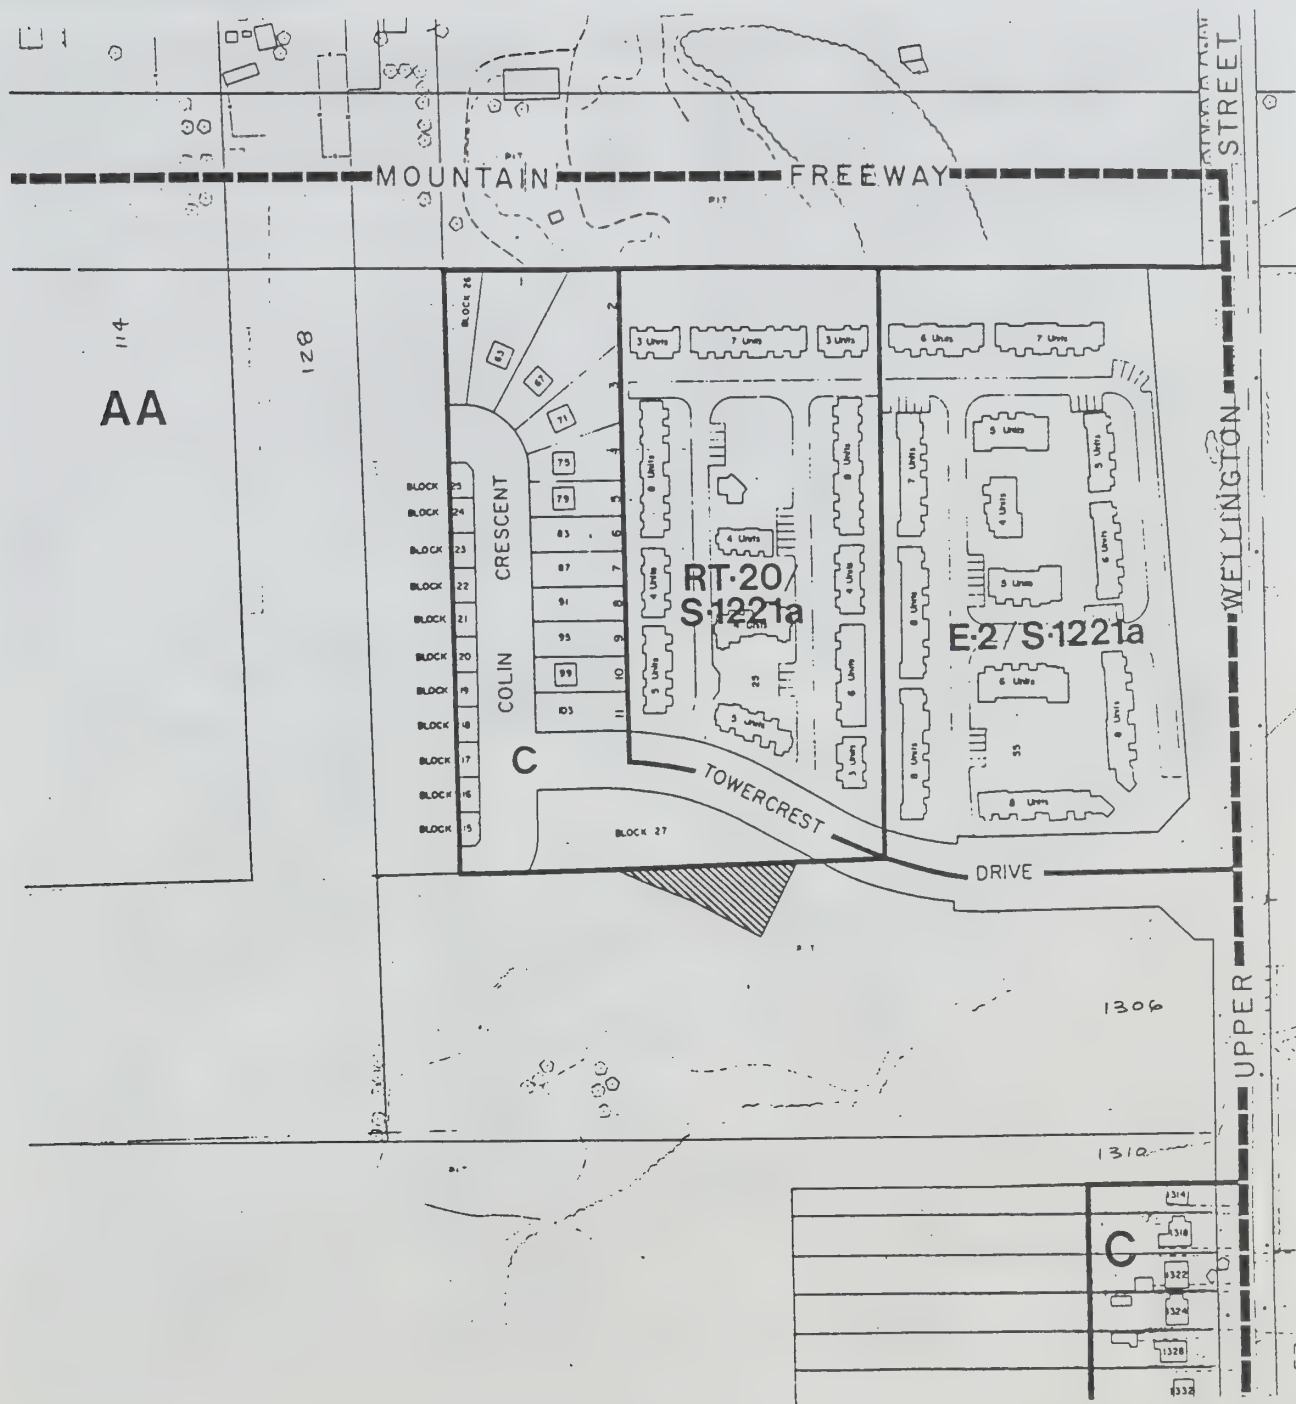 STREET
PIT
MOUNTAIN FREEWAY
PIT
114
128
AA
BLOCK 26
2
63
67
3
71
4
75
5
79
6
83
7
87
8
91
9
95
10
99
11
103
BLOCK 25
BLOCK 24
BLOCK 23
BLOCK 22
BLOCK 21
BLOCK 20
BLOCK 19
BLOCK 18
BLOCK 17
BLOCK 16
BLOCK 15
COLIN CRESCENT
C
3 Units
7 Units
3 Units
6 Units
7 Units
8 Units
8 Units
4 Units
4 Units
4 Units
4 Units
5 Units
25
6 Units
5 Units
3 Units
RT·20/
S·1221a
7 Units
5 Units
5 Units
4 Units
6 Units
5 Units
8 Units
E·2/S·1221a
6 Units
8 Units
8 Units
55
8 Units
WELLINGTON
TOWERCREST
DRIVE
BLOCK 27
PIT
1306
UPPER
1310
PIT
C
1314
1318
1322
1324
1328
1332